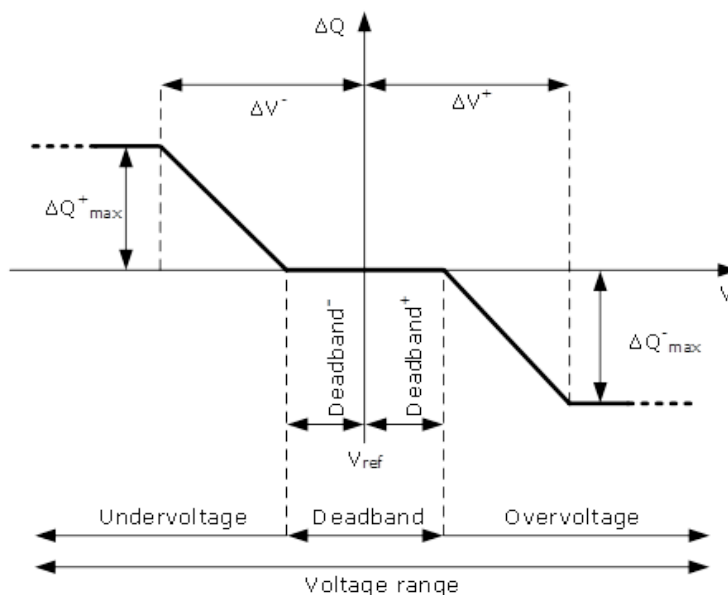 ΔQ
ΔV⁻
ΔV⁺
ΔQ⁺max
V
ΔQ⁻max
Deadband⁻
Deadband⁺
Vref
Undervoltage
Deadband
Overvoltage
Voltage range